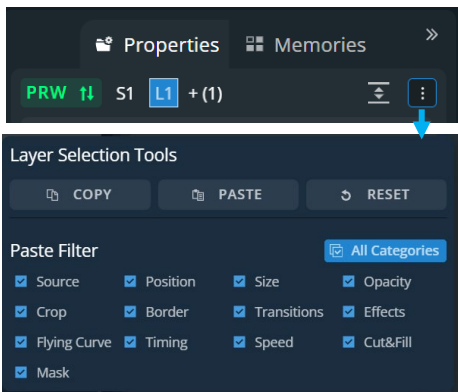 Properties Memories »
PRW S1 L1 + (1)
Layer Selection Tools
COPY PASTE RESET
Paste Filter All Categories
Source Position Size Opacity
Crop Border Transitions Effects
Flying Curve Timing Speed Cut&Fill
Mask